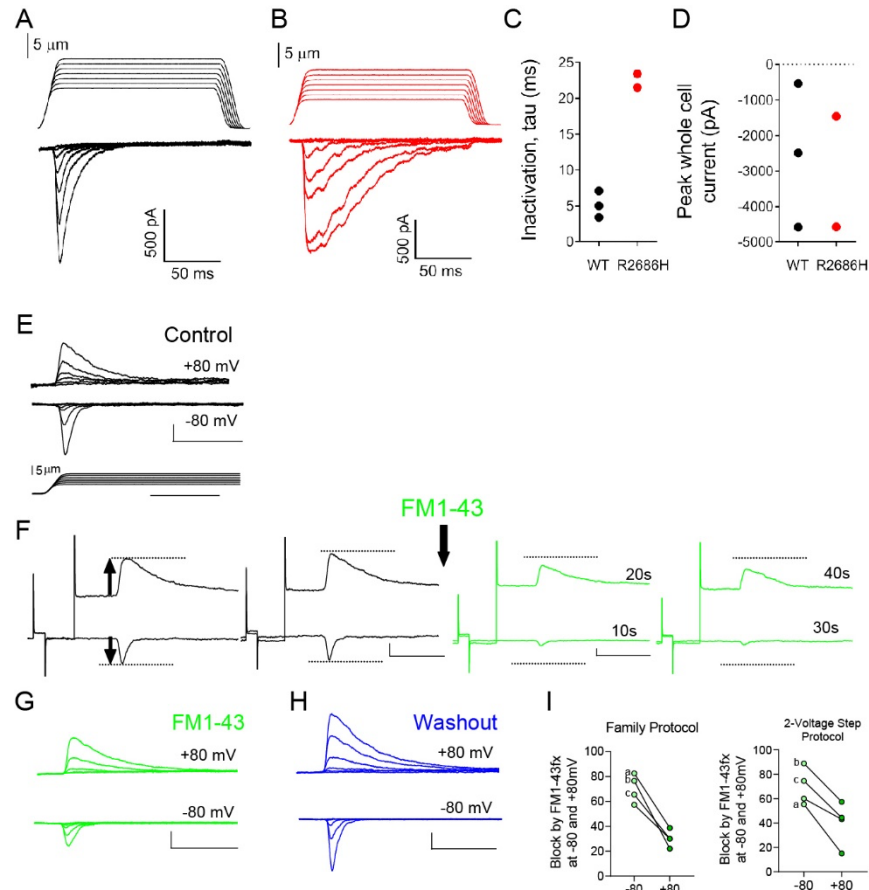 A
5 μm
500 pA
50 ms
B
5 μm
500 pA
50 ms
C
Inactivation, tau (ms)
25
20
15
10
5
0
WT R2686H
D
Peak whole cell
current (pA)
0
-1000
-2000
-3000
-4000
-5000
WT R2686H
E
Control
+80 mV
-80 mV
5 μm
F
FM1-43
20s
10s
40s
30s
G
FM1-43
+80 mV
-80 mV
H
Washout
+80 mV
-80 mV
I
Family Protocol
Block by FM1-43fx
at -80 and +80mV
100
80
60
40
20
0
a
b
c
-80 +80
2-Voltage Step
Protocol
Block by FM1-43fx
at -80 and +80mV
100
80
60
40
20
0
b
c
a
-80 +80